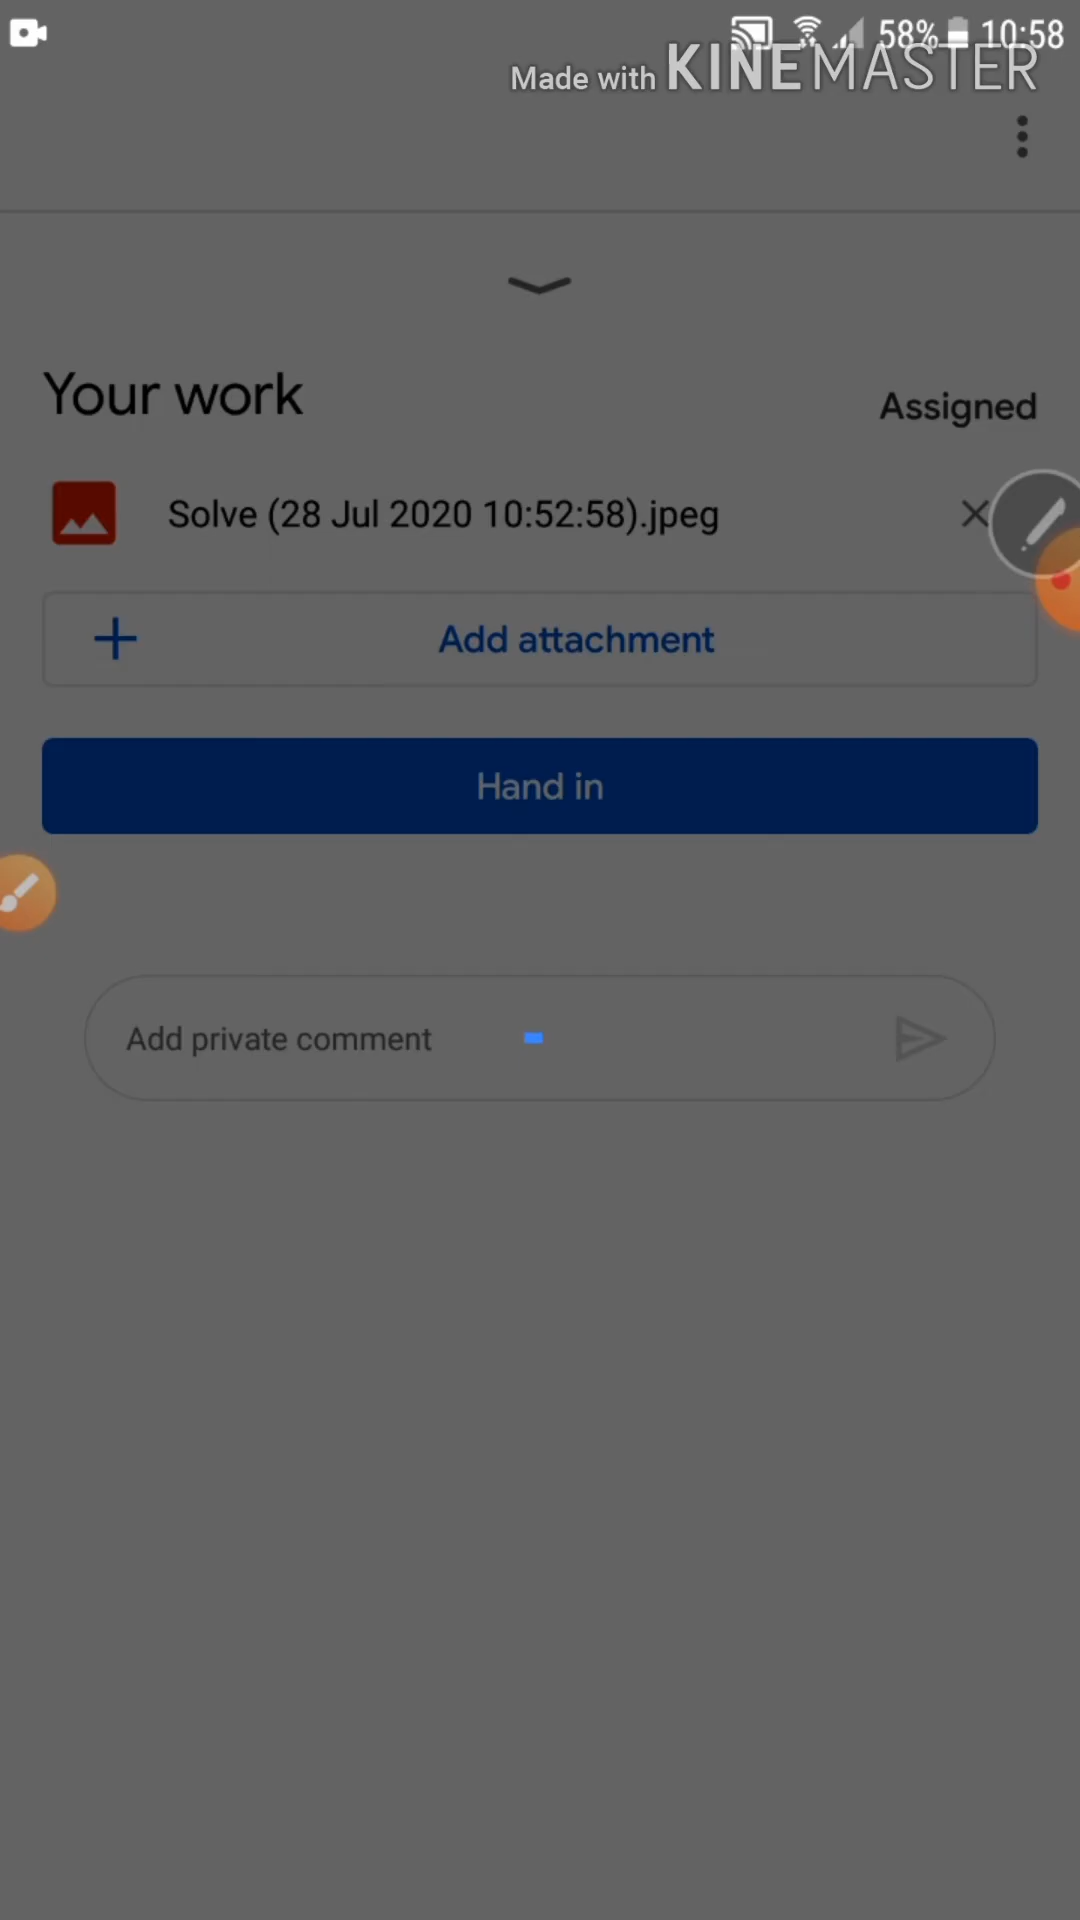 58% 10:58
Made with KINEMASTER
Your work
Assigned
Solve (28 Jul 2020 10:52:58).jpeg
Add attachment
Hand in
Add private comment